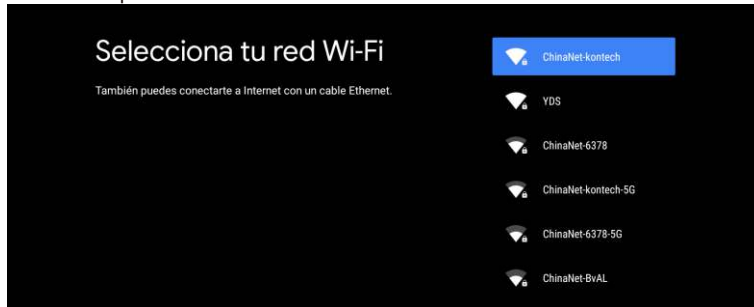 Selecciona tu red Wi-Fi
También puedes conectarte a Internet con un cable Ethernet.
ChinaNet-kontech
YDS
ChinaNet-6378
ChinaNet-kontech-5G
ChinaNet-6378-5G
ChinaNet-BvAL